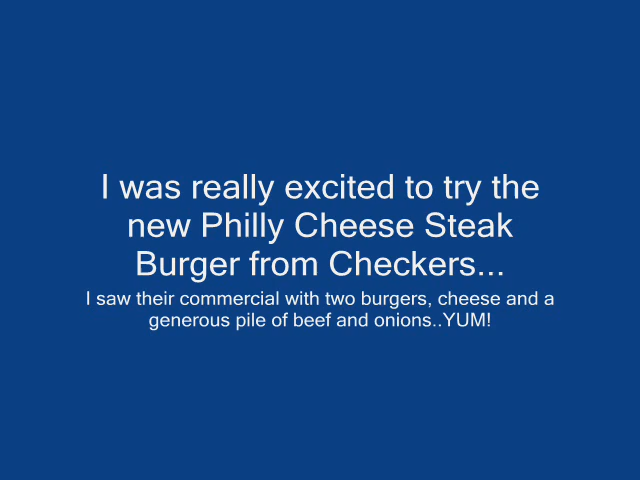 I was really excited to try the
new Philly Cheese Steak
Burger from Checkers...
I saw their commercial with two burgers, cheese and a
generous pile of beef and onions..YUM!